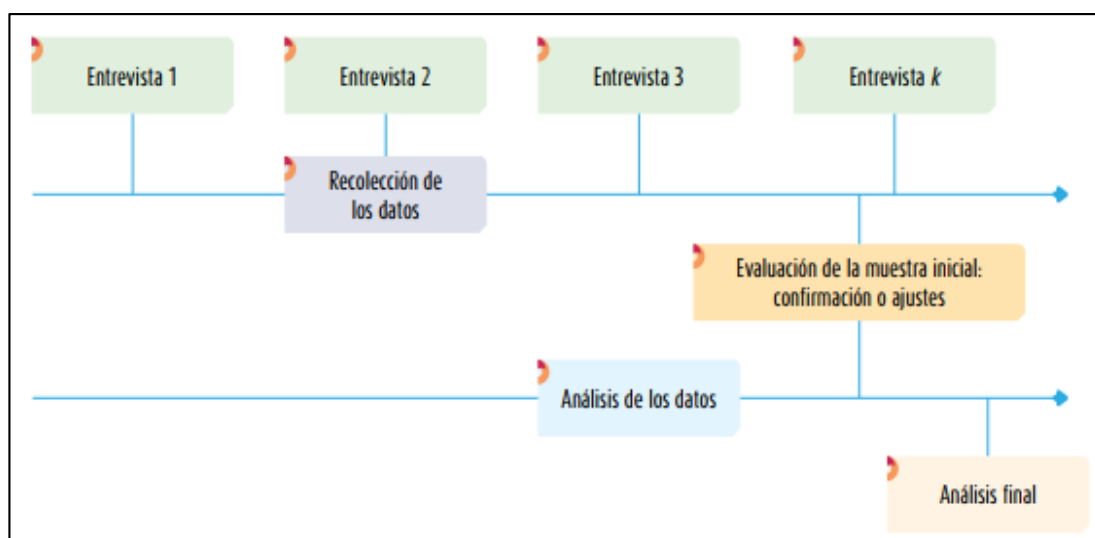 Entrevista 1
Entrevista 2
Entrevista 3
Entrevista k
Recolección de
los datos
Evaluación de la muestra inicial:
confirmación o ajustes
Análisis de los datos
Análisis final